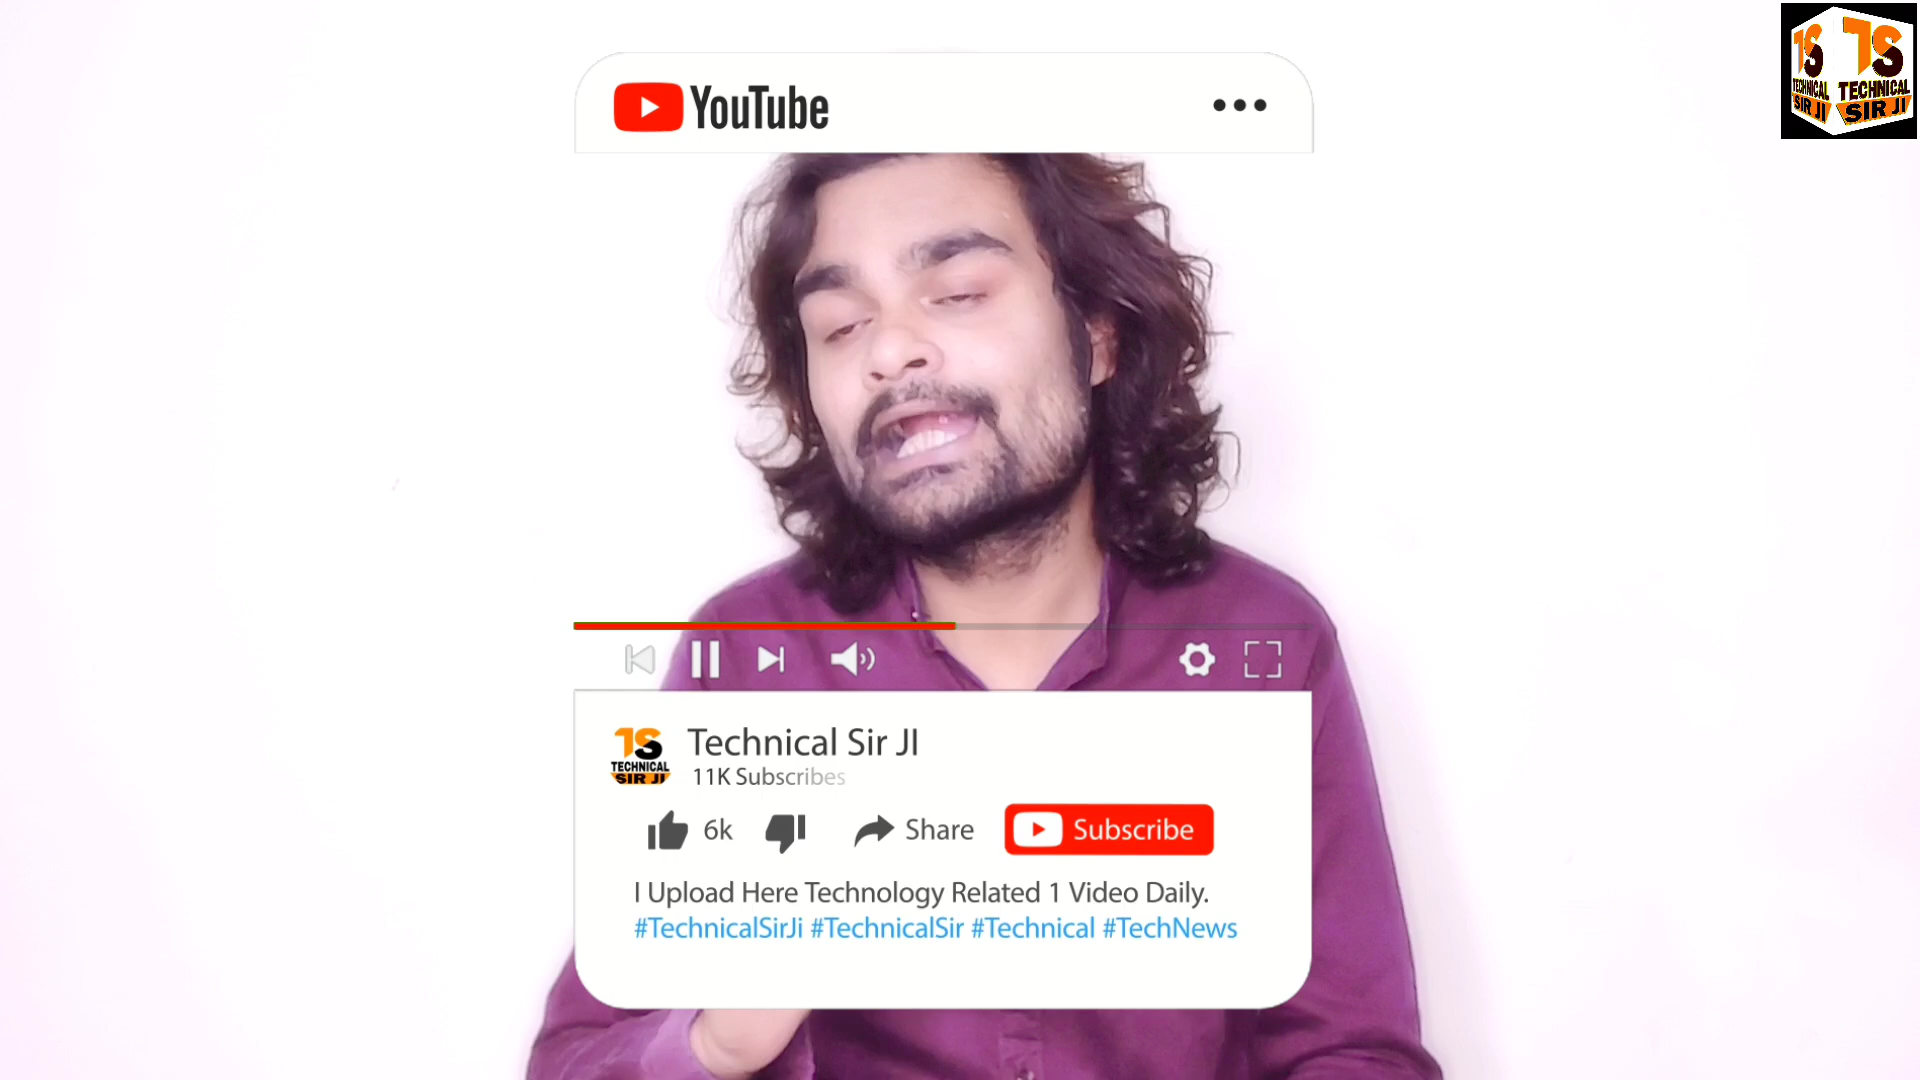 YouTube
TS TS
TECHNICAL TECHNICAL
SIR JI SIR JI
Technical Sir JI
11K Subscribes
TS
TECHNICAL
SIR JI
6k
Share
Subscribe
I Upload Here Technology Related 1 Video Daily.
#TechnicalSirJi #TechnicalSir #Technical #TechNews